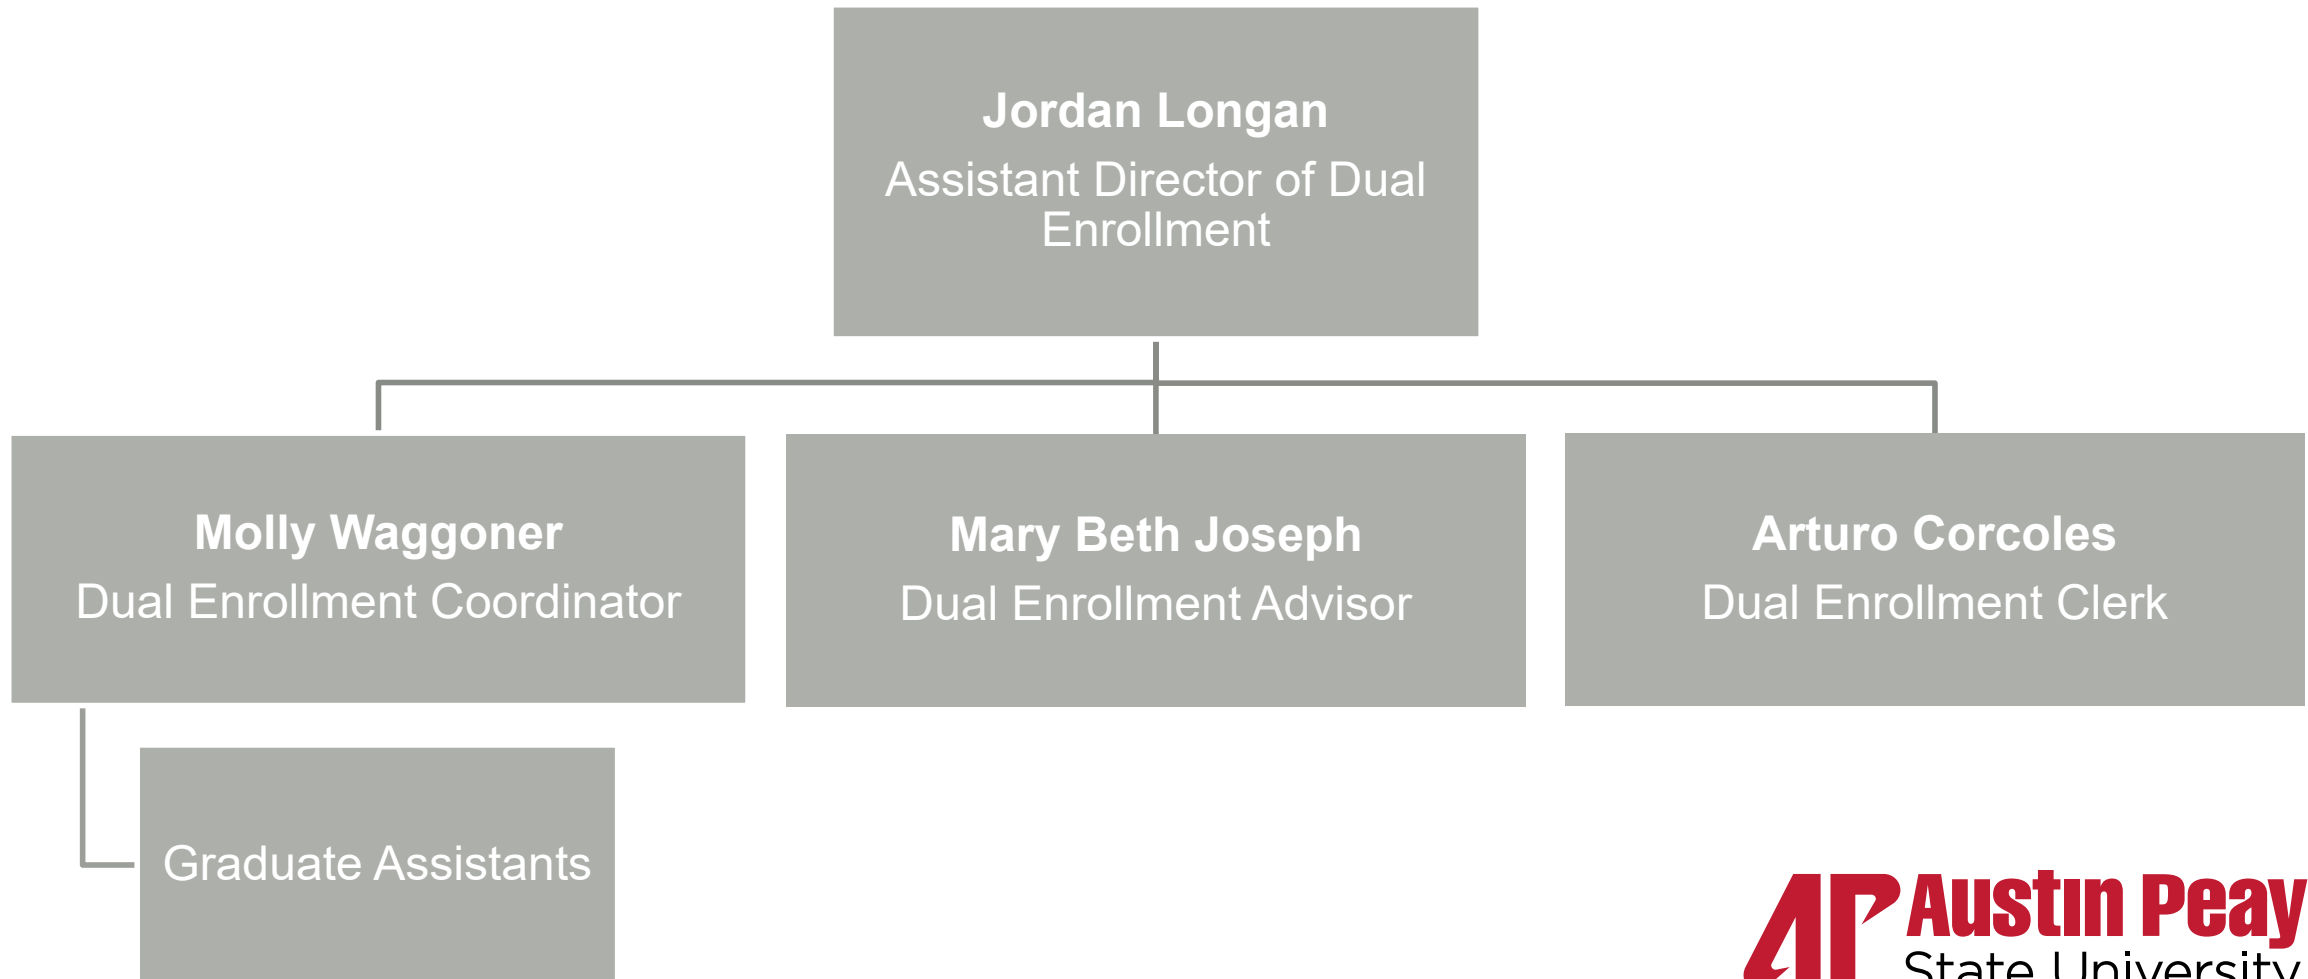 Jordan Longan
Assistant Director of Dual
Enrollment
Molly Waggoner
Dual Enrollment Coordinator
Mary Beth Joseph
Dual Enrollment Advisor
Arturo Corcoles
Dual Enrollment Clerk
Graduate Assistants
AP
Austin Peay
State University